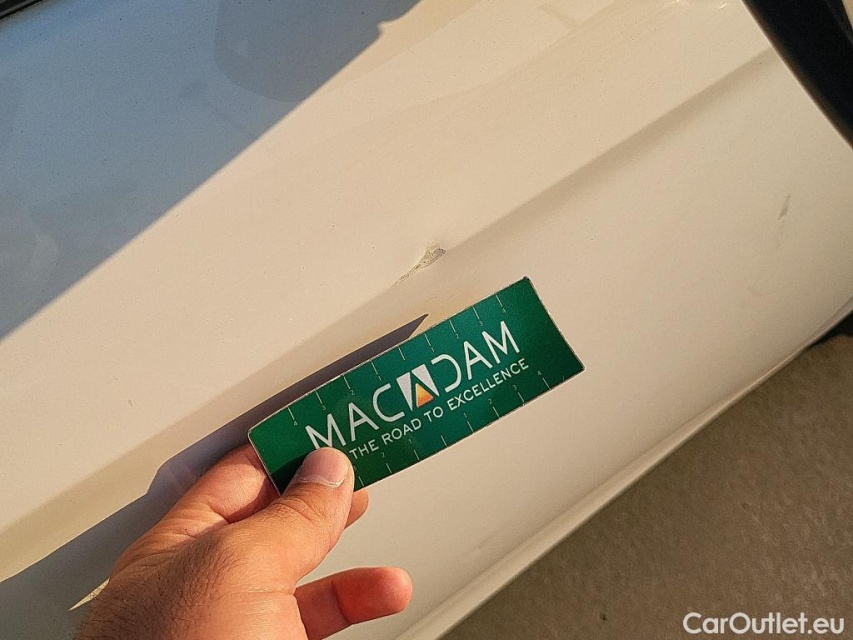 MACADAM
THE ROAD TO EXCELLENCE
CarOutlet.eu